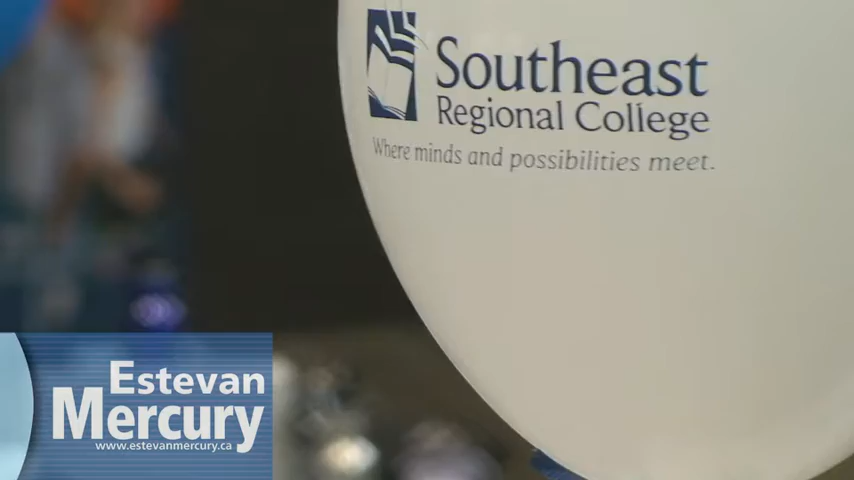 Southeast
Regional College
Where minds and possibilities meet.
Estevan
Mercury
www.estevanmercury.ca